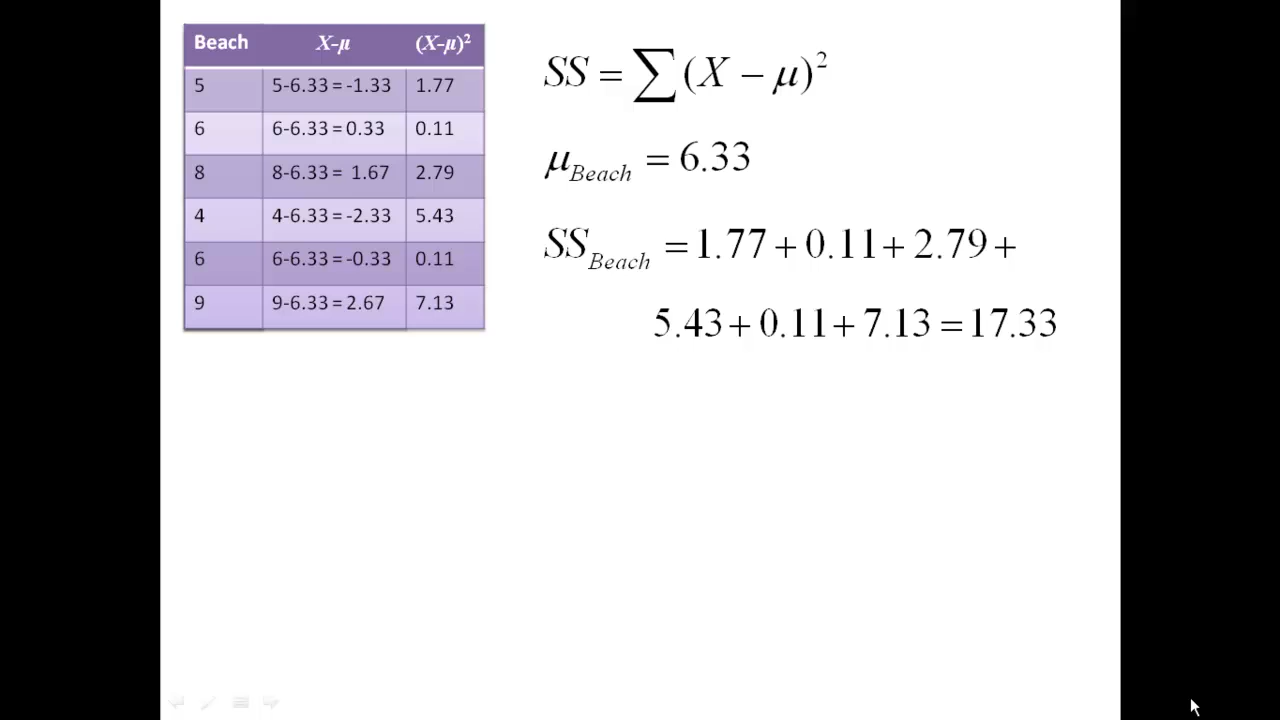 Beach X-μ (X-μ)²
5 5-6.33 = -1.33 1.77
6 6-6.33 = 0.33 0.11
8 8-6.33 = 1.67 2.79
4 4-6.33 = -2.33 5.43
6 6-6.33 = -0.33 0.11
9 9-6.33 = 2.67 7.13
SS = ∑(X − μ)²
μ_Beach = 6.33
SS_Beach = 1.77 + 0.11 + 2.79 +
5.43 + 0.11 + 7.13 = 17.33